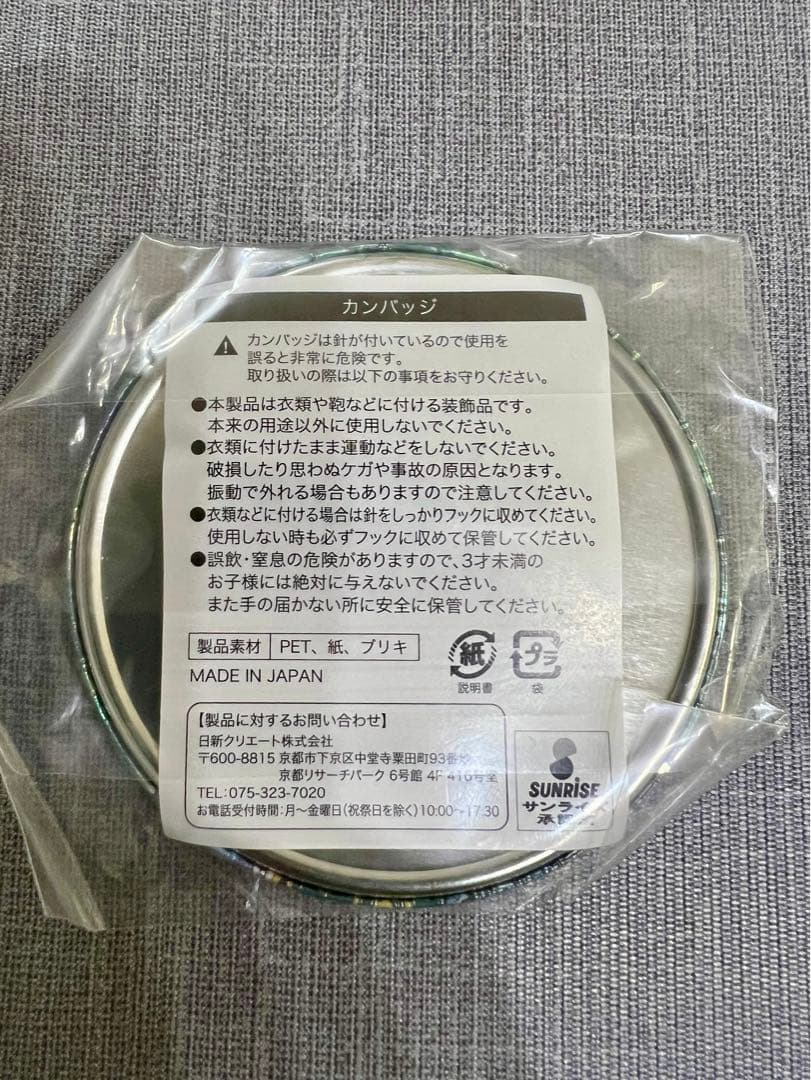 カンバッジ
カンバッジは針が付いているので使用を
誤ると非常に危険です。
取り扱いの際は以下の事項をお守りください。
●本製品は衣類や鞄などに付ける装飾品です。
本来の用途以外に使用しないでください。
●衣類に付けたまま運動などをしないでください。
破損したり思わぬケガや事故の原因となります。
振動で外れる場合もありますので注意してください。
●衣類などに付ける場合は針をしっかりフックに収めてください。
使用しない時も必ずフックに収めて保管してください。
●誤飲・窒息の危険がありますので、3才未満の
お子様には絶対に与えないでください。
また手の届かない所に安全に保管してください。
製品素材 PET、紙、ブリキ
MADE IN JAPAN
紙
説明書
プラ
袋
【製品に対するお問い合わせ】
日新クリエート株式会社
〒600-8815 京都市下京区中堂寺粟田町93番地
京都リサーチパーク 6号館 4F 416号室
TEL:075-323-7020
お電話受付時間:月〜金曜日(祝祭日を除く)10:00〜17:30
SUNRISE
サンライズ
承認